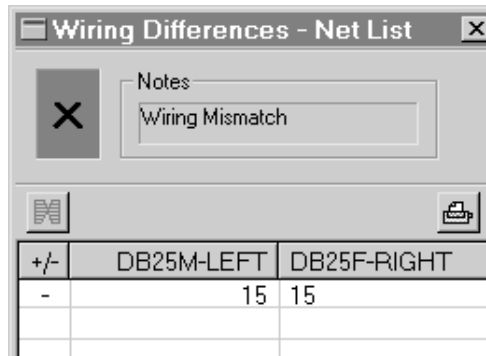 Wiring Differences - Net List
Notes
Wiring Mismatch
+/- DB25M-LEFT DB25F-RIGHT
- 15 15